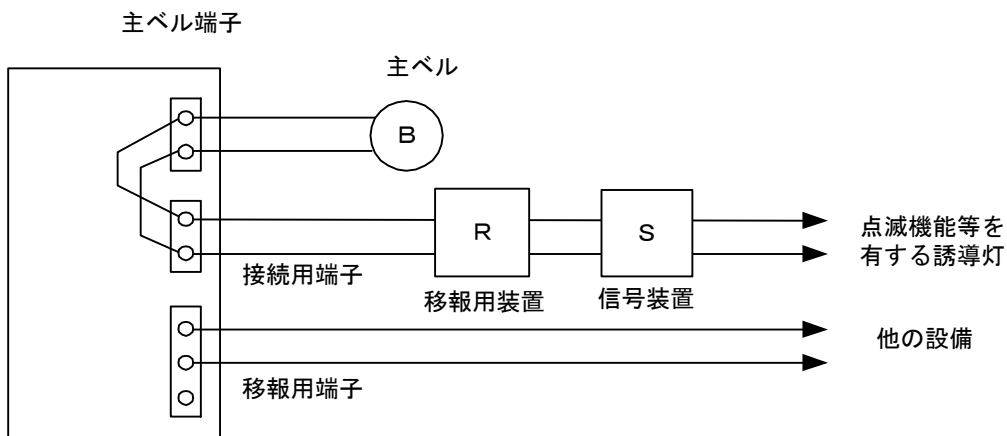 主ベル端子
主ベル
B
R
S
点滅機能等を
有する誘導灯
接続用端子
移報用装置
信号装置
他の設備
移報用端子